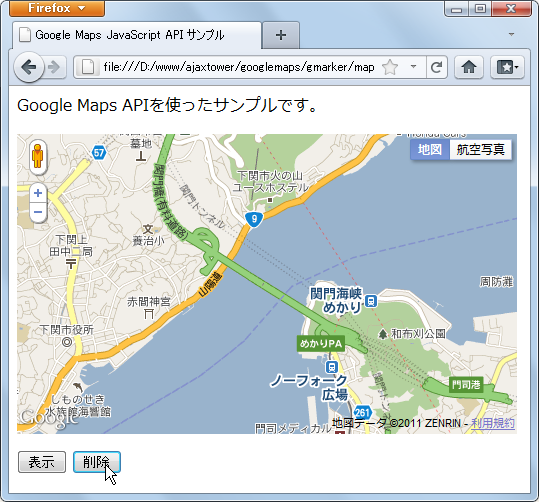 Firefox
Google Maps JavaScript API サンプル
file:///D:/www/ajaxtower/googlemaps/gmarker/map
Google Maps APIを使ったサンプルです。
地図
航空写真
57
墓地
下関市火の山
ユースホステル
関門橋(有料道路)
関門トンネル
9
下関上
田中二局
文
養治小
赤間神宮
山陽道
周防灘
関門海峡
めかり
下関市役所
和布刈公園
めかりPA
ノーフォーク
広場
門司港
しものせき
水族館海響館
261
門司メディカル
Google
地図データ ©2011 ZENRIN - 利用規約
表示
削除